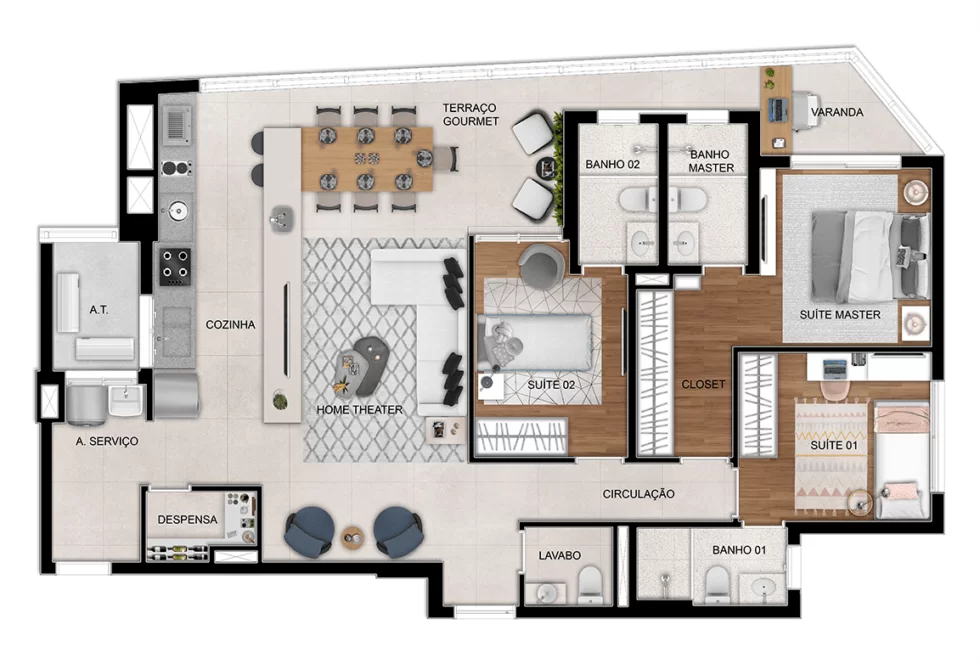 TERRAÇO
GOURMET
VARANDA
BANHO 02
BANHO
MASTER
A.T.
COZINHA
SUÍTE MASTER
SUÍTE 02
CLOSET
HOME THEATER
A. SERVIÇO
SUÍTE 01
CIRCULAÇÃO
DESPENSA
LAVABO
BANHO 01